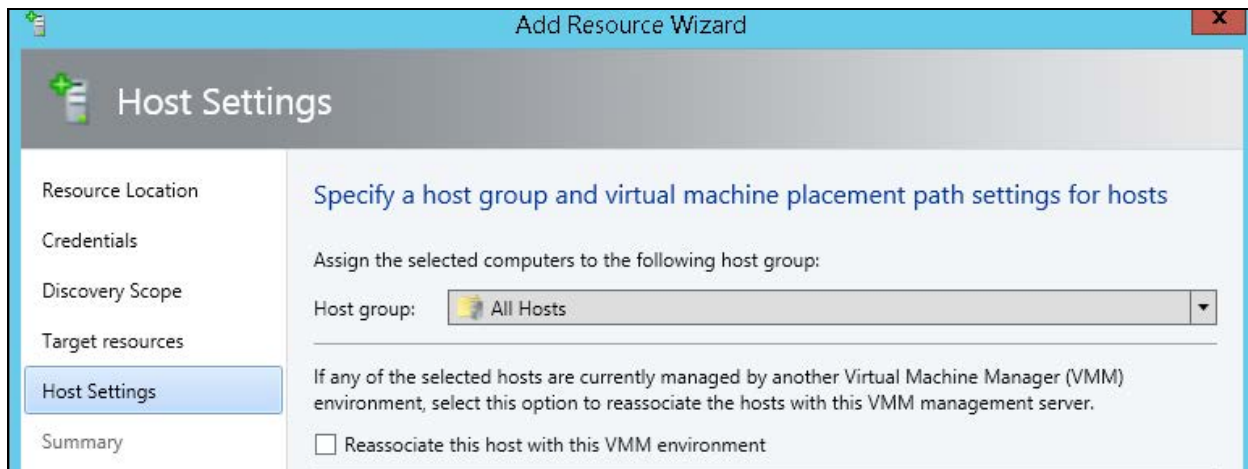 Add Resource Wizard
x
Host Settings
Resource Location
Credentials
Discovery Scope
Target resources
Host Settings
Summary
Specify a host group and virtual machine placement path settings for hosts
Assign the selected computers to the following host group:
Host group: All Hosts
If any of the selected hosts are currently managed by another Virtual Machine Manager (VMM)
environment, select this option to reassociate the hosts with this VMM management server.
Reassociate this host with this VMM environment